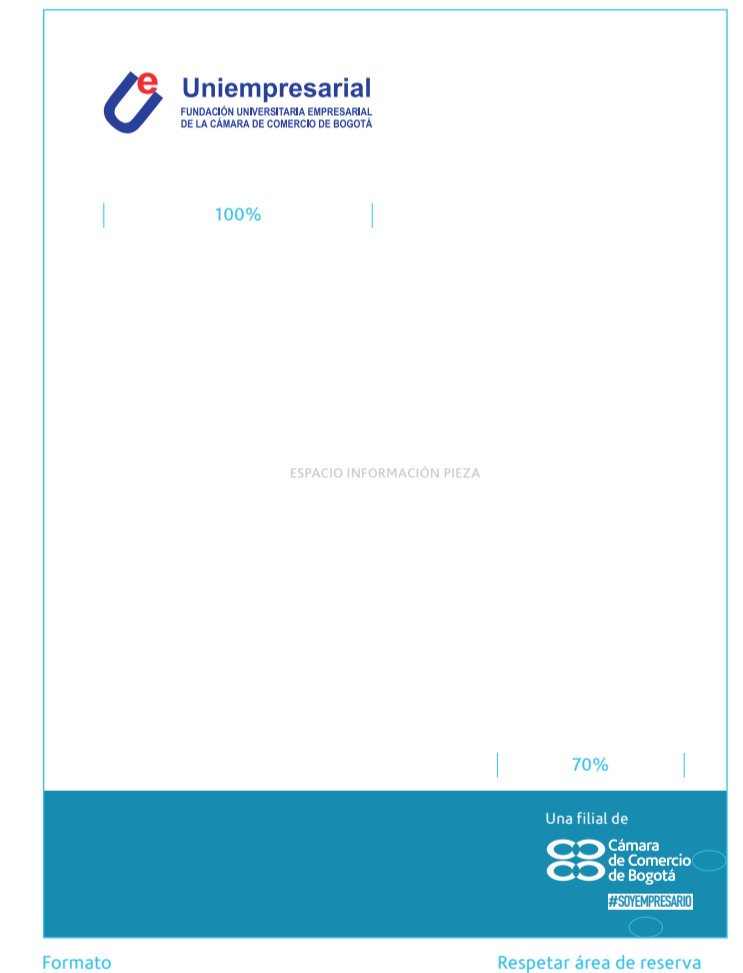 Uniempresarial
FUNDACIÓN UNIVERSITARIA EMPRESARIAL
DE LA CÁMARA DE COMERCIO DE BOGOTÁ
100%
ESPACIO INFORMACIÓN PIEZA
70%
Una filial de
Cámara
de Comercio
de Bogotá
#SOYEMPRESARIO
Formato
Respetar área de reserva